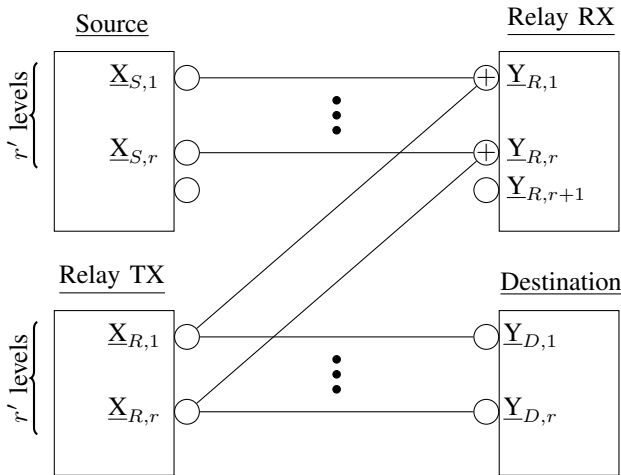 Source
Relay RX
r′ levels
X_{S,1}
+
Y_{R,1}
X_{S,r}
+
Y_{R,r}
Y_{R,r+1}
Relay TX
Destination
r′ levels
X_{R,1}
Y_{D,1}
X_{R,r}
Y_{D,r}